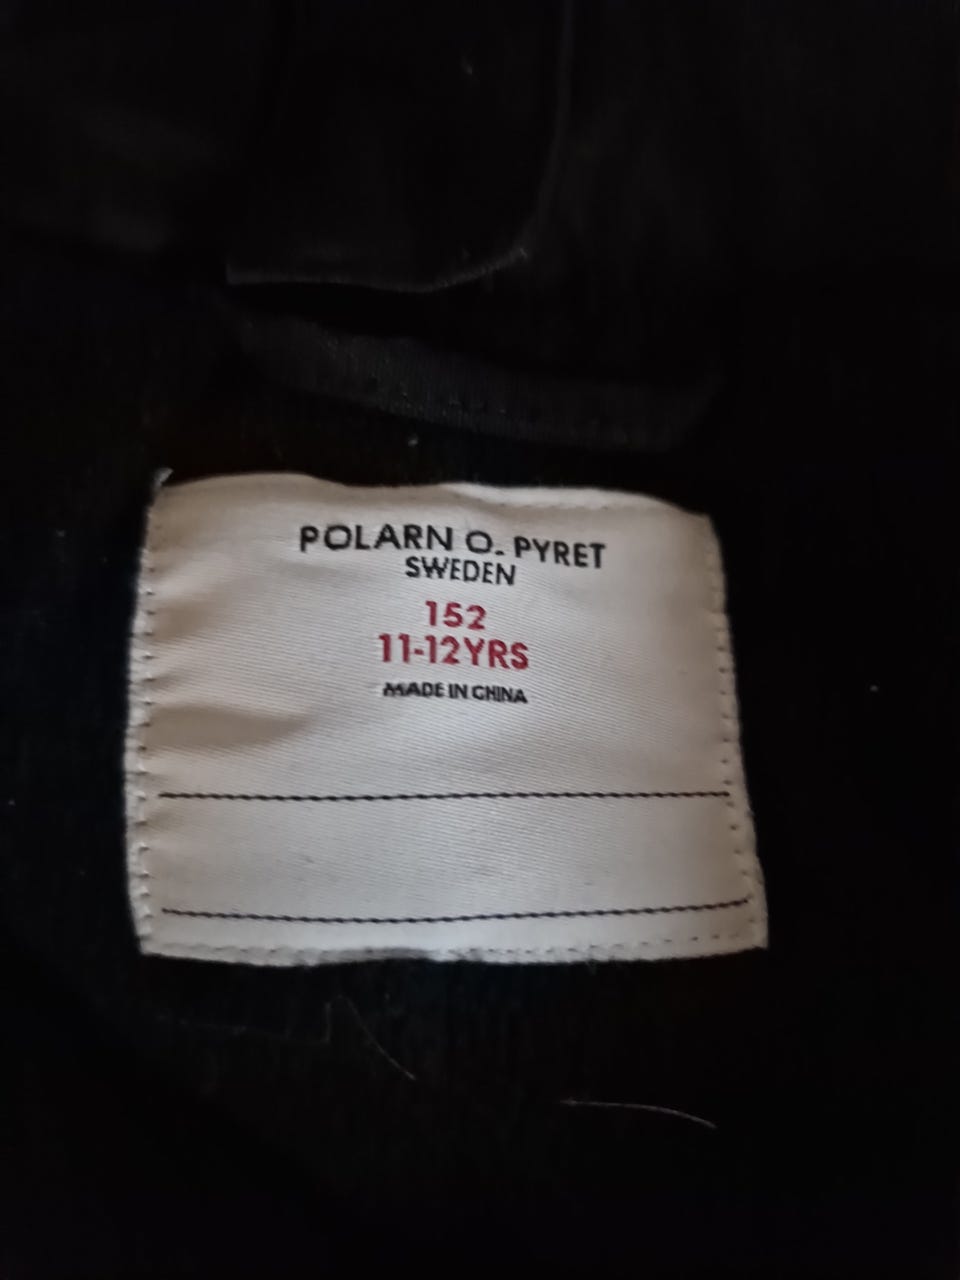 POLARN O. PYRET
SWEDEN
152
11-12YRS
MADE IN CHINA